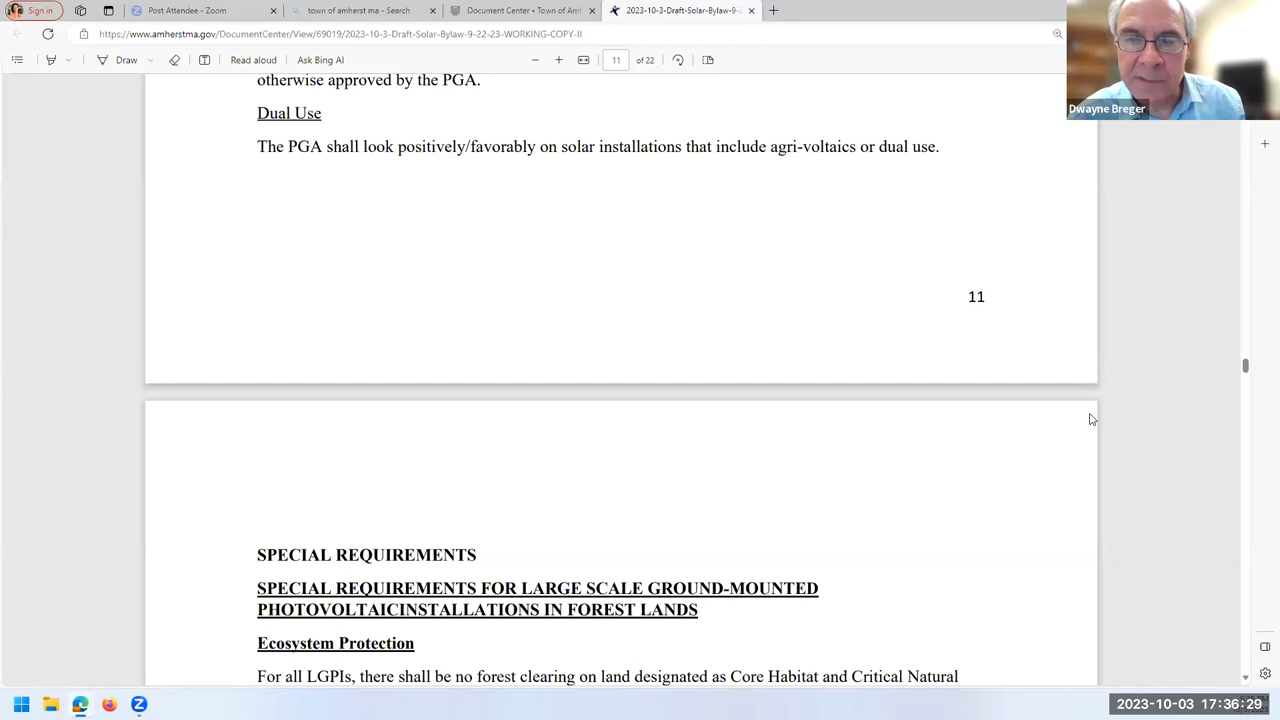 Sign in
Post Attendee - Zoom
town of amherst ma - Search
Document Center • Town of Am
2023-10-3-Draft-Solar-Bylaw-9-2
https://www.amherstma.gov/DocumentCenter/View/69019/2023-10-3-Draft-Solar-Bylaw-9-22-23-WORKING-COPY-II
Draw
Read aloud
Ask Bing AI
11
of 22
Dwayne Breger
otherwise approved by the PGA.
Dual Use
The PGA shall look positively/favorably on solar installations that include agri-voltaics or dual use.
11
SPECIAL REQUIREMENTS
SPECIAL REQUIREMENTS FOR LARGE SCALE GROUND-MOUNTED
PHOTOVOLTAICINSTALLATIONS IN FOREST LANDS
Ecosystem Protection
For all LGPIs, there shall be no forest clearing on land designated as Core Habitat and Critical Natural
2023-10-03 17:36:29